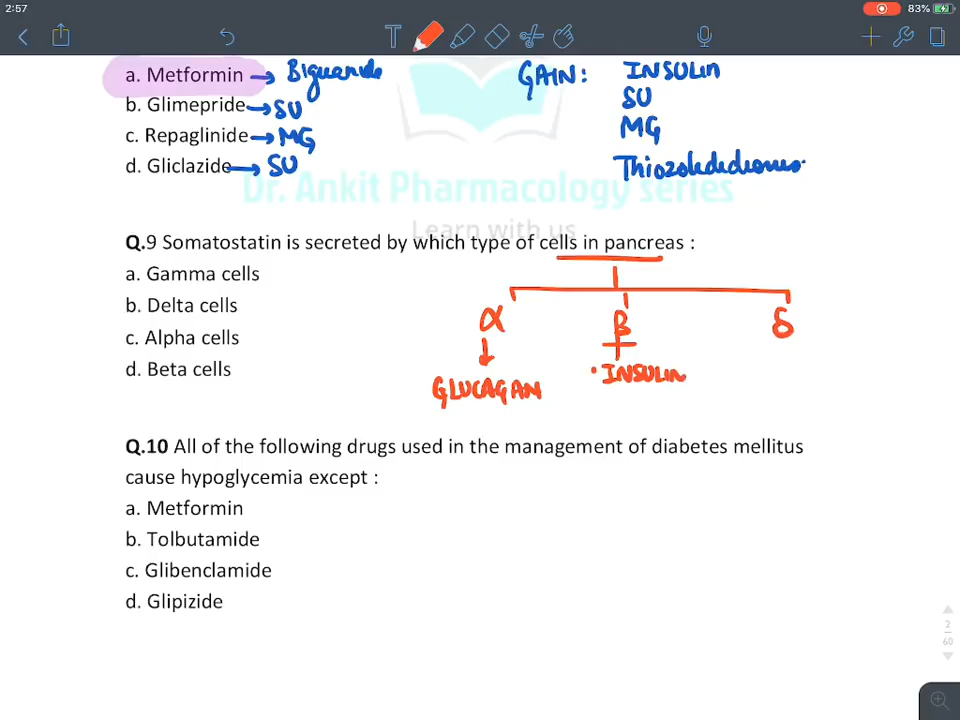 2:57
83%
T
a. Metformin → Biguanide
GAIN: INSULIN
b. Glimepride → SU
SU
c. Repaglinide → MG
MG
d. Gliclazide → SU
Dr. Ankit Pharmacology series
Learn with us
Q.9 Somatostatin is secreted by which type of cells in pancreas :
a. Gamma cells
b. Delta cells
c. Alpha cells
d. Beta cells
α β δ
GLUCAGAN
INSULIN
Q.10 All of the following drugs used in the management of diabetes mellitus
cause hypoglycemia except :
a. Metformin
b. Tolbutamide
c. Glibenclamide
d. Glipizide
2
60